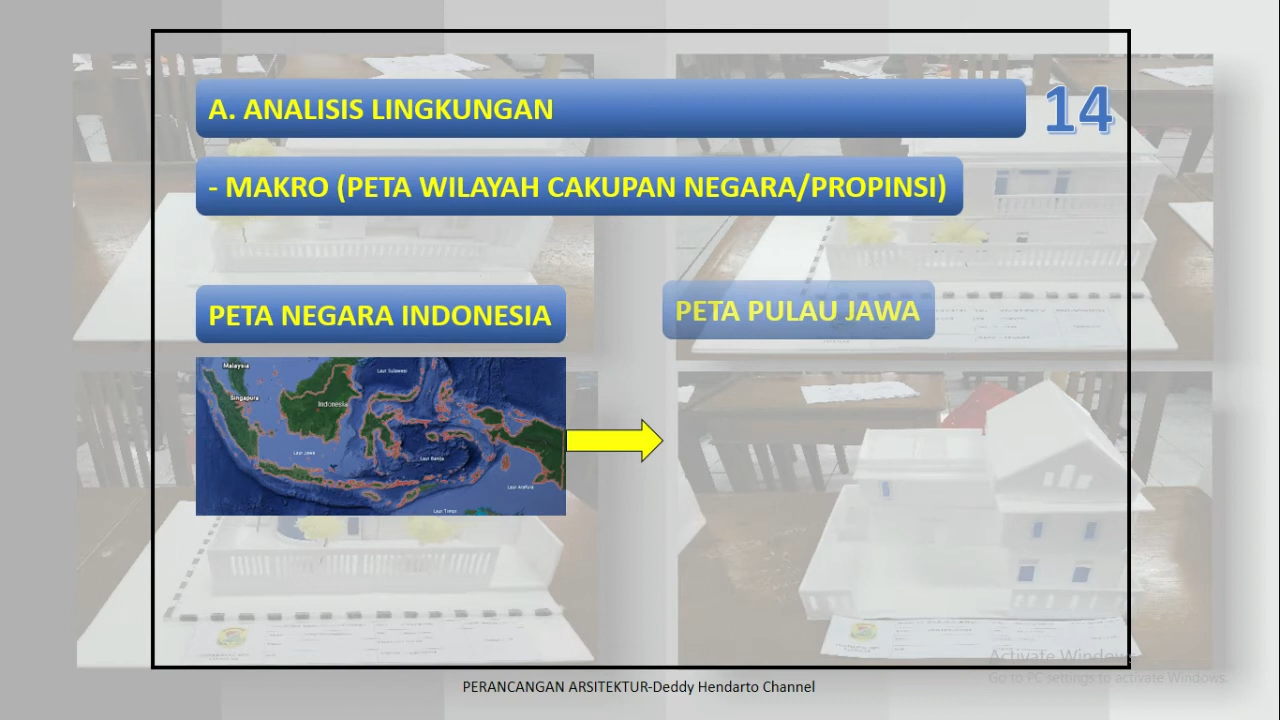 A. ANALISIS LINGKUNGAN
14
- MAKRO (PETA WILAYAH CAKUPAN NEGARA/PROPINSI)
PETA NEGARA INDONESIA
PETA PULAU JAWA
Malaysia
Laut Sulawesi
Singapura
Indonesia
Laut Jawa
Laut Banda
Laut Arafura
Laut Timor
Activate Windows
Go to PC settings to activate Windows.
PERANCANGAN ARSITEKTUR-Deddy Hendarto Channel